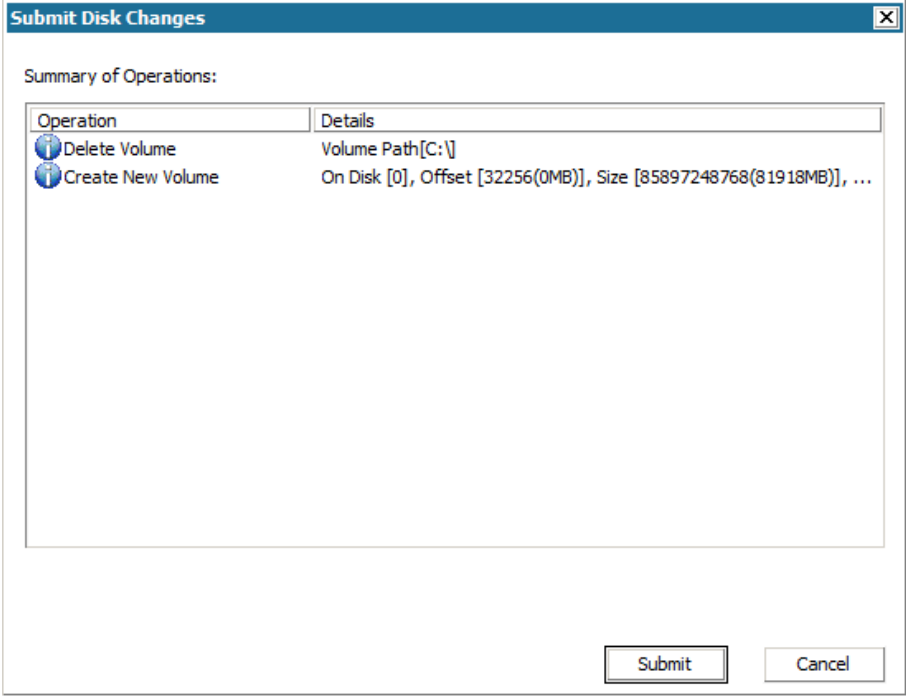 Submit Disk Changes
Summary of Operations:
Operation Details
Delete Volume Volume Path[C:\]
Create New Volume On Disk [0], Offset [32256(0MB)], Size [85897248768(81918MB)], ...
Submit Cancel